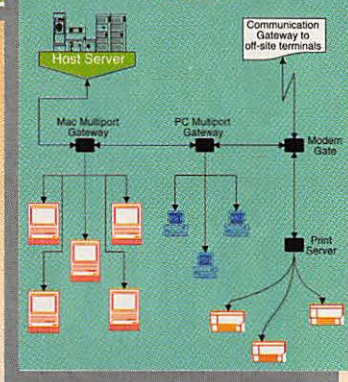 Communication
Gateway to
off-site terminals
Host Server
Mac Multiport
Gateway
PC Multiport
Gateway
Modem
Gate
Print
Server